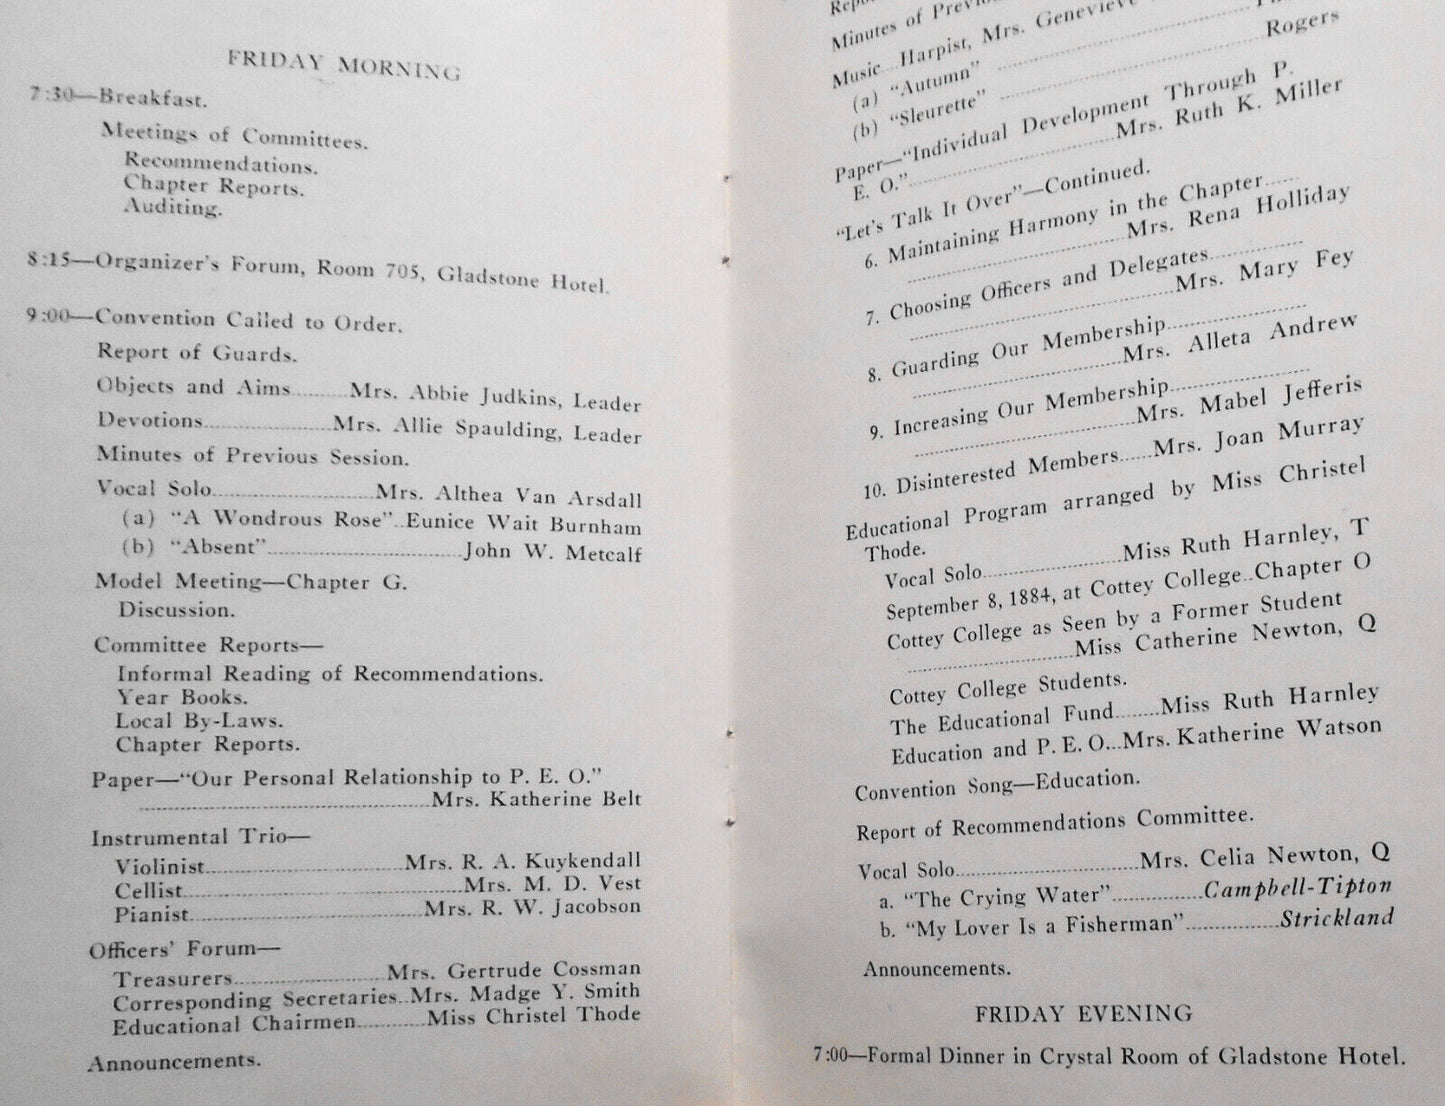 FRIDAY MORNING
7:30—Breakfast.
Meetings of Committees.
Recommendations.
Chapter Reports.
Auditing.
8:15—Organizer's Forum, Room 705, Gladstone Hotel.
9:00—Convention Called to Order.
Report of Guards.
Objects and Aims..........Mrs. Abbie Judkins, Leader
Devotions........................Mrs. Allie Spaulding, Leader
Minutes of Previous Session.
Vocal Solo..............................Mrs. Althea Van Arsdall
(a) "A Wondrous Rose"..Eunice Wait Burnham
(b) "Absent"....................................John W. Metcalf
Model Meeting—Chapter G.
Discussion.
Committee Reports—
Informal Reading of Recommendations.
Year Books.
Local By-Laws.
Chapter Reports.
Paper—"Our Personal Relationship to P. E. O."
......................................................Mrs. Katherine Belt
Instrumental Trio—
Violinist.....................................Mrs. R. A. Kuykendall
Cellist....................................................Mrs. M. D. Vest
Pianist...........................................Mrs. R. W. Jacobson
Officers' Forum—
Treasurers............................Mrs. Gertrude Cossman
Corresponding Secretaries..Mrs. Madge Y. Smith
Educational Chairmen............Miss Christel Thode
Announcements.
Minutes of
Music...Harpist, Mrs. Genevieve
(a) "Autumn"
(b) "Sleurette" ................................................Rogers
Paper—"Individual Development Through P.
E. O."......................................Mrs. Ruth K. Miller
"Let's Talk It Over"—Continued.
6. Maintaining Harmony in the Chapter......
........................................Mrs. Rena Holliday
7. Choosing Officers and Delegates................
................................................Mrs. Mary Fey
8. Guarding Our Membership.........................
......................................Mrs. Alleta Andrew
9. Increasing Our Membership.........................
........................................Mrs. Mabel Jefferis
10. Disinterested Members......Mrs. Joan Murray
Educational Program arranged by Miss Christel
Thode.
Vocal Solo..........................Miss Ruth Harnley, T
September 8, 1884, at Cottey College..Chapter O
Cottey College as Seen by a Former Student
..............................Miss Catherine Newton, Q
Cottey College Students.
The Educational Fund........Miss Ruth Harnley
Education and P. E. O...Mrs. Katherine Watson
Convention Song—Education.
Report of Recommendations Committee.
Vocal Solo..................................Mrs. Celia Newton, Q
a. "The Crying Water".................Campbell-Tipton
b. "My Lover Is a Fisherman".................Strickland
Announcements.
FRIDAY EVENING
7:00—Formal Dinner in Crystal Room of Gladstone Hotel.